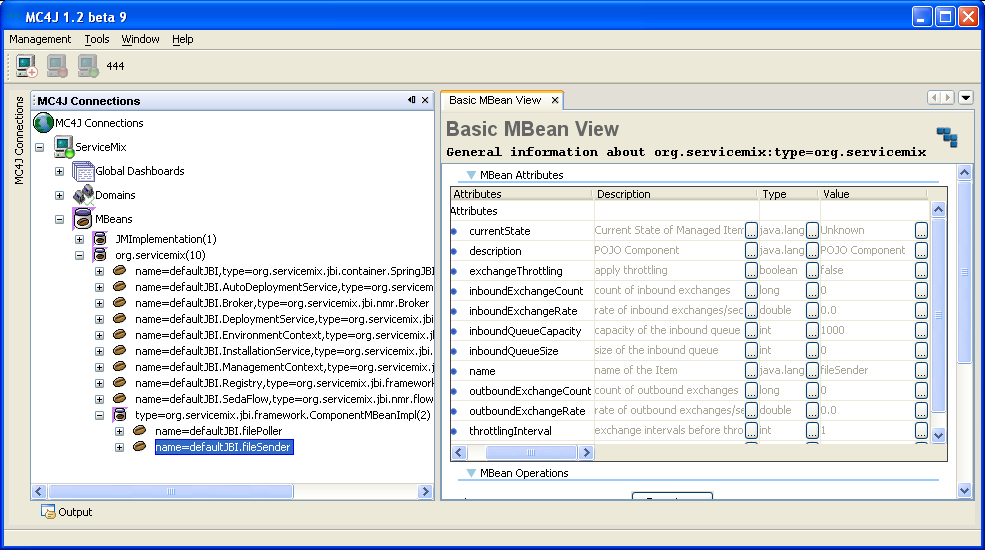 MC4J 1.2 beta 9
Management Tools Window Help
444
MC4J Connections
MC4J Connections
MC4J Connections
ServiceMix
Global Dashboards
Domains
MBeans
JMImplementation(1)
org.servicemix(10)
name=defaultJBI,type=org.servicemix.jbi.container.SpringJBI
name=defaultJBI.AutoDeploymentService,type=org.servicemix
name=defaultJBI.Broker,type=org.servicemix.jbi.nmr.Broker
name=defaultJBI.DeploymentService,type=org.servicemix.jbi
name=defaultJBI.EnvironmentContext,type=org.servicemix.jb
name=defaultJBI.InstallationService,type=org.servicemix.jbi.
name=defaultJBI.ManagementContext,type=org.servicemix.jb
name=defaultJBI.Registry,type=org.servicemix.jbi.framework
name=defaultJBI.SedaFlow,type=org.servicemix.jbi.nmr.flow
type=org.servicemix.jbi.framework.ComponentMBeanImpl(2)
name=defaultJBI.filePoller
name=defaultJBI.fileSender
Output
Basic MBean View
Basic MBean View
General information about org.servicemix:type=org.servicemix
MBean Attributes
Attributes Description Type Value
Attributes
currentState Current State of Managed Item ... java.lang ... Unknown ...
description POJO Component ... java.lang ... POJO Component ...
exchangeThrottling apply throttling ... boolean ... false ...
inboundExchangeCount count of inbound exchanges ... long ... 0 ...
inboundExchangeRate rate of inbound exchanges/sec ... double ... 0.0 ...
inboundQueueCapacity capacity of the inbound queue ... int ... 1000 ...
inboundQueueSize size of the inbound queue ... int ... 0 ...
name name of the Item ... java.lang ... fileSender ...
outboundExchangeCount count of outbound exchanges ... long ... 0 ...
outboundExchangeRate rate of outbound exchanges/se ... double ... 0.0 ...
throttlingInterval exchange intervals before thro ... int ... 1 ...
MBean Operations